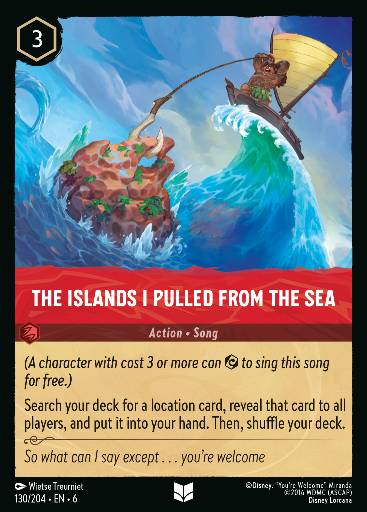 3
THE ISLANDS I PULLED FROM THE SEA
Action • Song
(A character with cost 3 or more can to sing this song
for free.)
Search your deck for a location card, reveal that card to all
players, and put it into your hand. Then, shuffle your deck.
So what can I say except . . . you're welcome
Wietse Treurniet
130/204 • EN • 6
©Disney. "You're Welcome" Miranda
©2016 WDMC (ASCAP)
Disney Lorcana